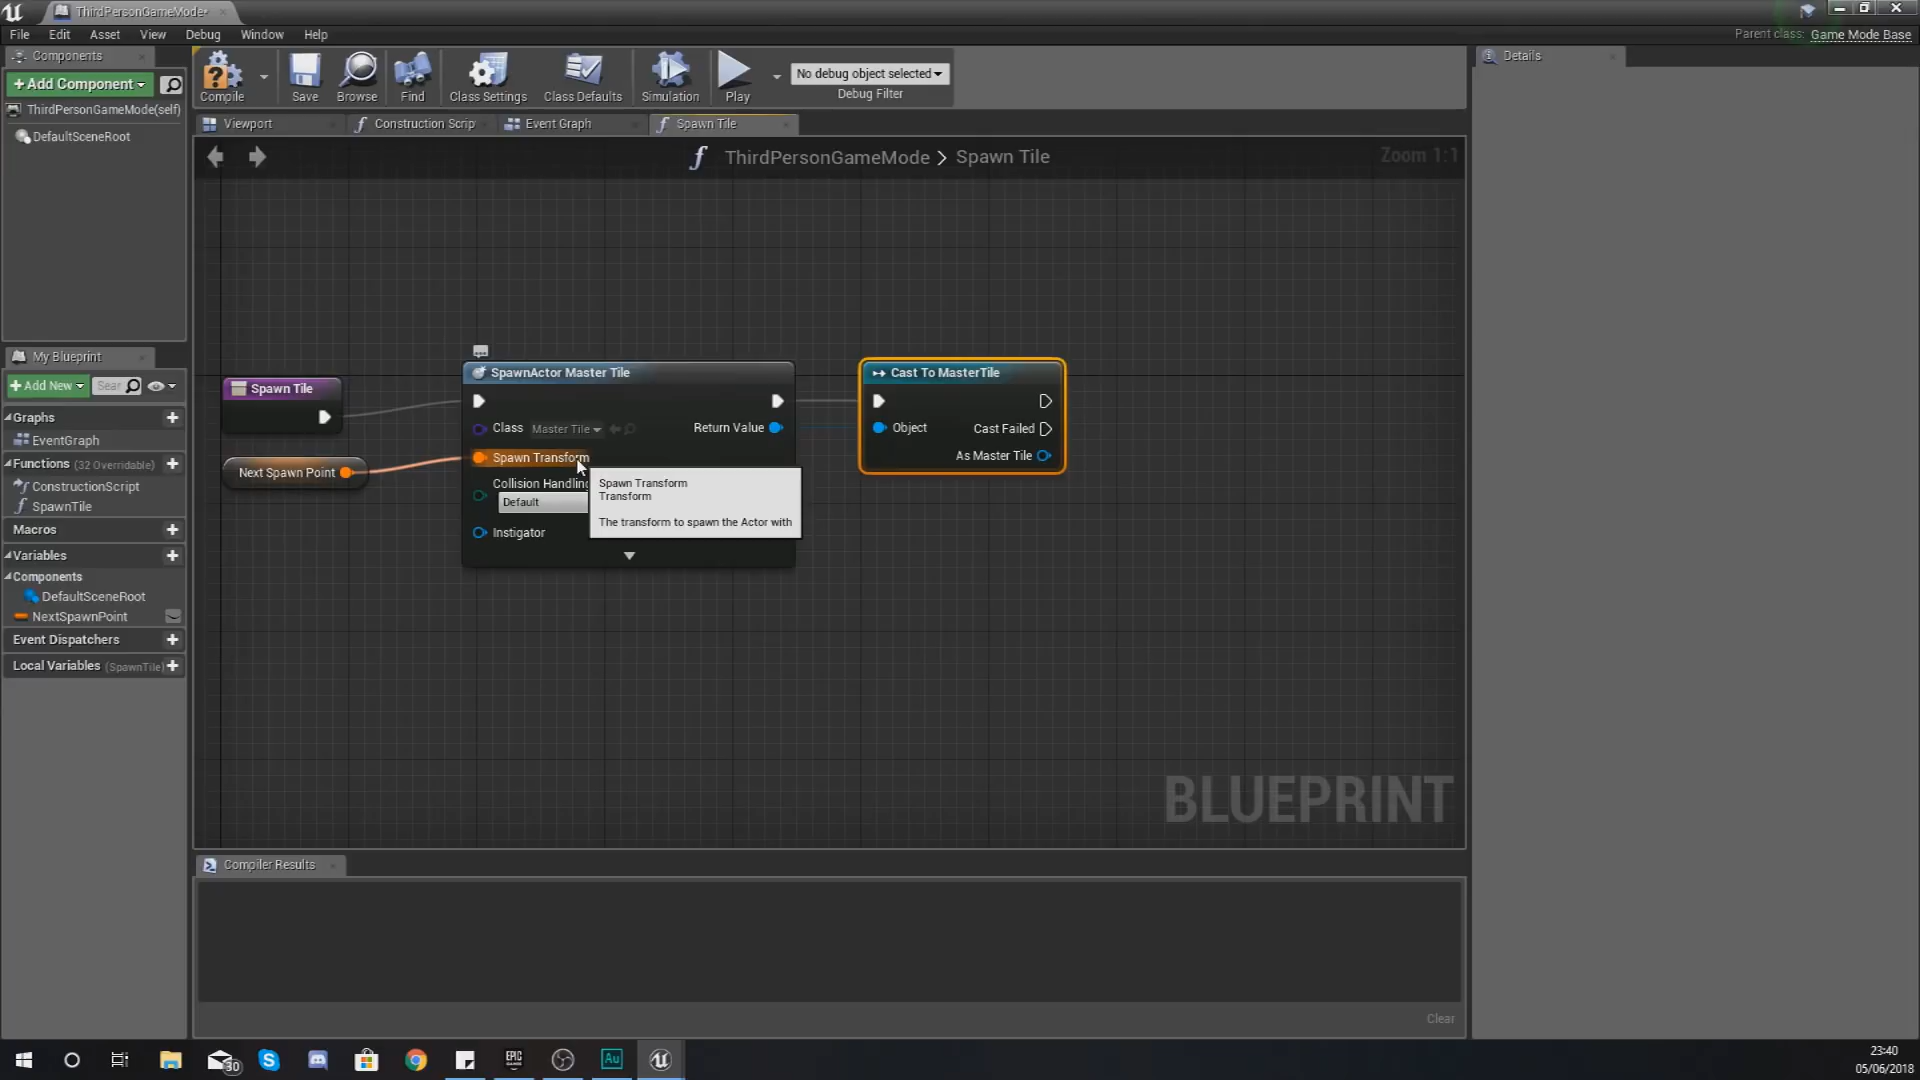 ThirdPersonGameMode*
File Edit Asset View Debug Window Help
Parent class: Game Mode Base
Components
+Add Component
ThirdPersonGameMode(self)
DefaultSceneRoot
Compile Save Browse Find Class Settings Class Defaults Simulation Play
No debug object selected
Debug Filter
Details
Viewport Construction Scrip Event Graph Spawn Tile
ThirdPersonGameMode > Spawn Tile
Zoom 1:1
My Blueprint
+Add New Sear
Graphs
EventGraph
Functions (32 Overridable)
ConstructionScript
SpawnTile
Macros
Variables
Components
DefaultSceneRoot
NextSpawnPoint
Event Dispatchers
Local Variables (SpawnTile)
Spawn Tile
Next Spawn Point
SpawnActor Master Tile
Class Master Tile Return Value
Spawn Transform
Collision Handling
Default
Instigator
Spawn Transform
Transform
The transform to spawn the Actor with
Cast To MasterTile
Object Cast Failed
As Master Tile
BLUEPRINT
Compiler Results
Clear
30
EPIC GAMES
Au
23:40
05/06/2018